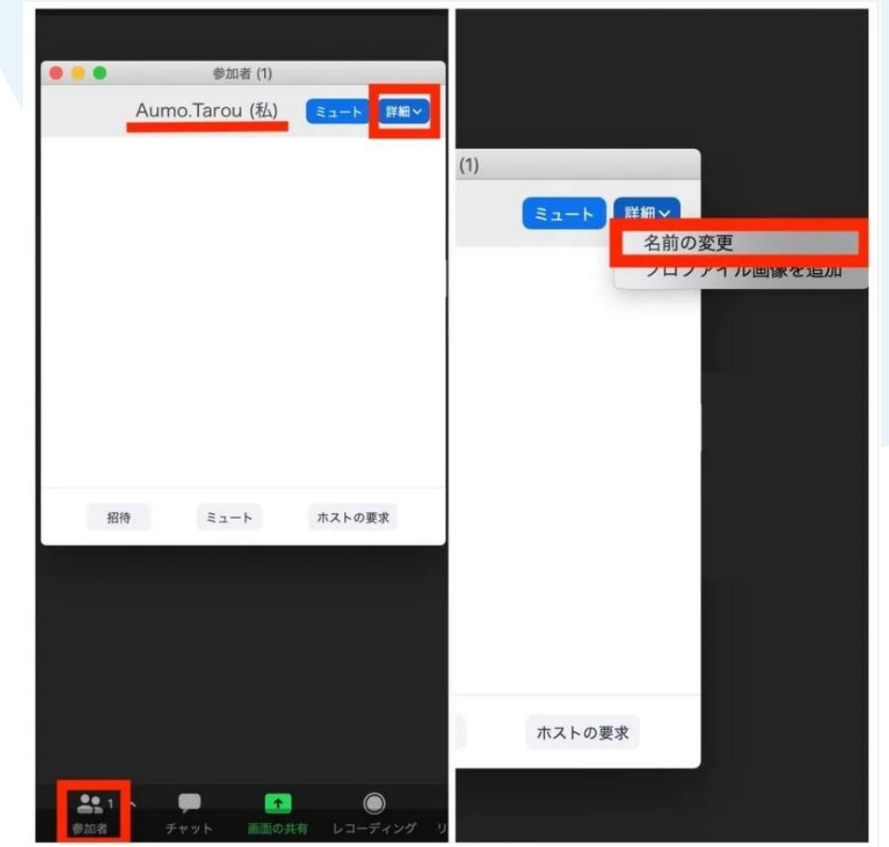 参加者 (1)
Aumo.Tarou (私)
ミュート
詳細
招待
ミュート
ホストの要求
1
参加者
チャット
画面の共有
レコーディング
リ
(1)
ミュート
詳細
名前の変更
プロファイル画像を追加
ホストの要求